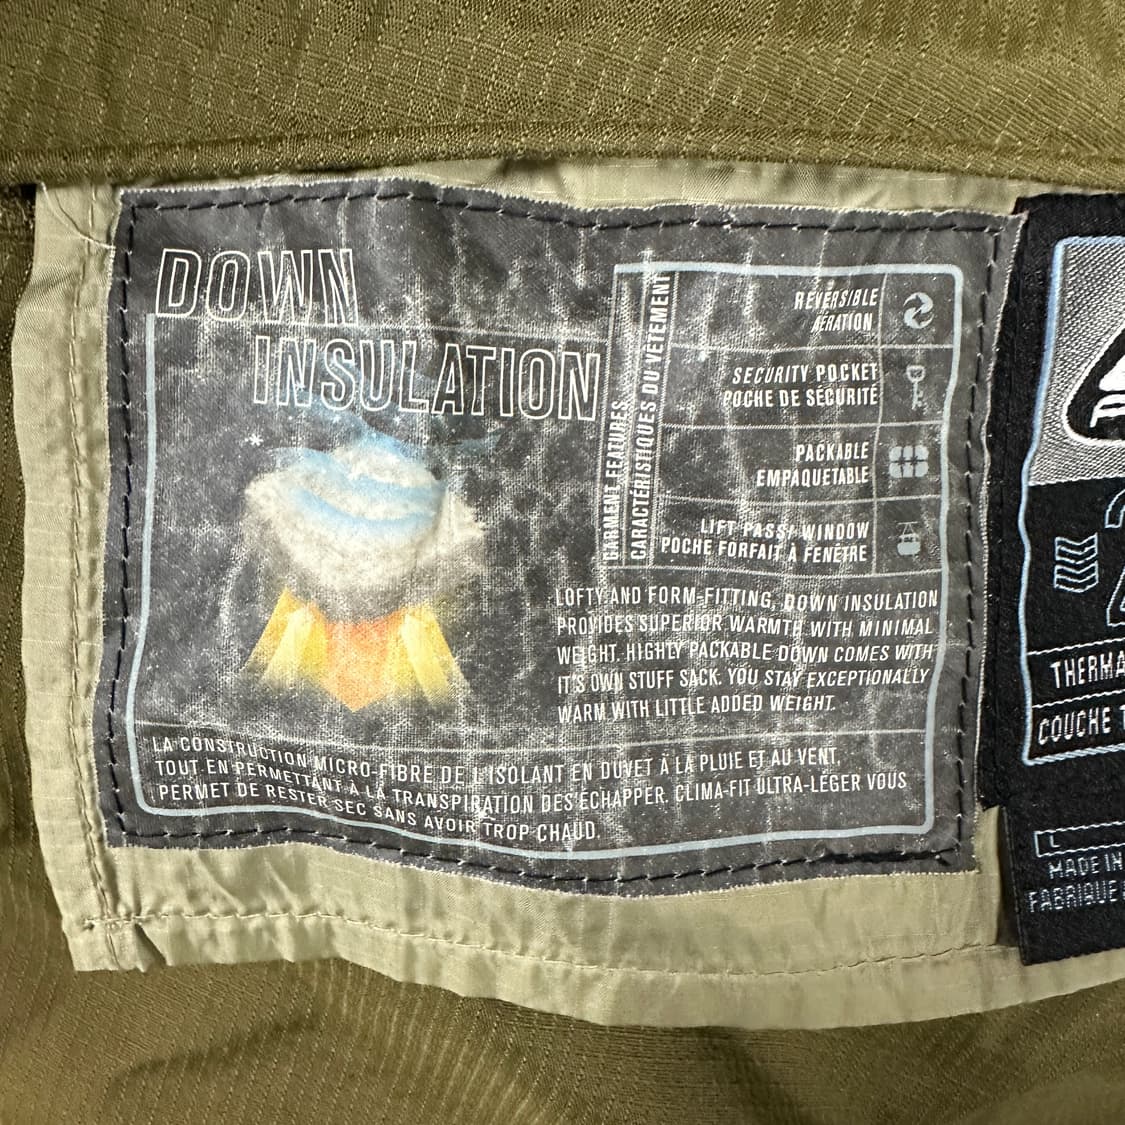 DOWN
INSULATION
GARMENT FEATURES
CARACTÉRISTIQUES DU VETEMENT
REVERSIBLE
AERATION
SECURITY POCKET
POCHE DE SÉCURITÉ
PACKABLE
EMPAQUETABLE
LIFT PASS/ WINDOW
POCHE FORFAIT À FENÊTRE
LOFTY AND FORM-FITTING, DOWN INSULATION
PROVIDES SUPERIOR WARMTH WITH MINIMAL
WEIGHT. HIGHLY PACKABLE DOWN COMES WITH
IT'S OWN STUFF SACK. YOU STAY EXCEPTIONALLY
WARM WITH LITTLE ADDED WEIGHT.
LA CONSTRUCTION MICRO-FIBRE DE L'ISOLANT EN DUVET À LA PLUIE ET AU VENT,
TOUT EN PERMETTANT À LA TRANSPIRATION DES ÉCHAPPER. CLIMA-FIT ULTRA-LÉGER VOUS
PERMET DE RESTER SEC SANS AVOIR TROP CHAUD.
THERMA
COUCHE
L
MADE IN
FABRIQUE